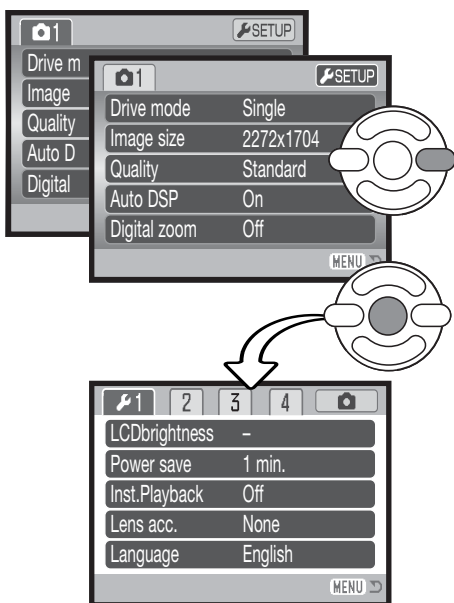 1 SETUP
Drive m
Image
Quality
Auto D
Digital
1 SETUP
Drive mode Single
Image size 2272x1704
Quality Standard
Auto DSP On
Digital zoom Off
MENU
1 2 3 4
LCDbrightness –
Power save 1 min.
Inst.Playback Off
Lens acc. None
Language English
MENU